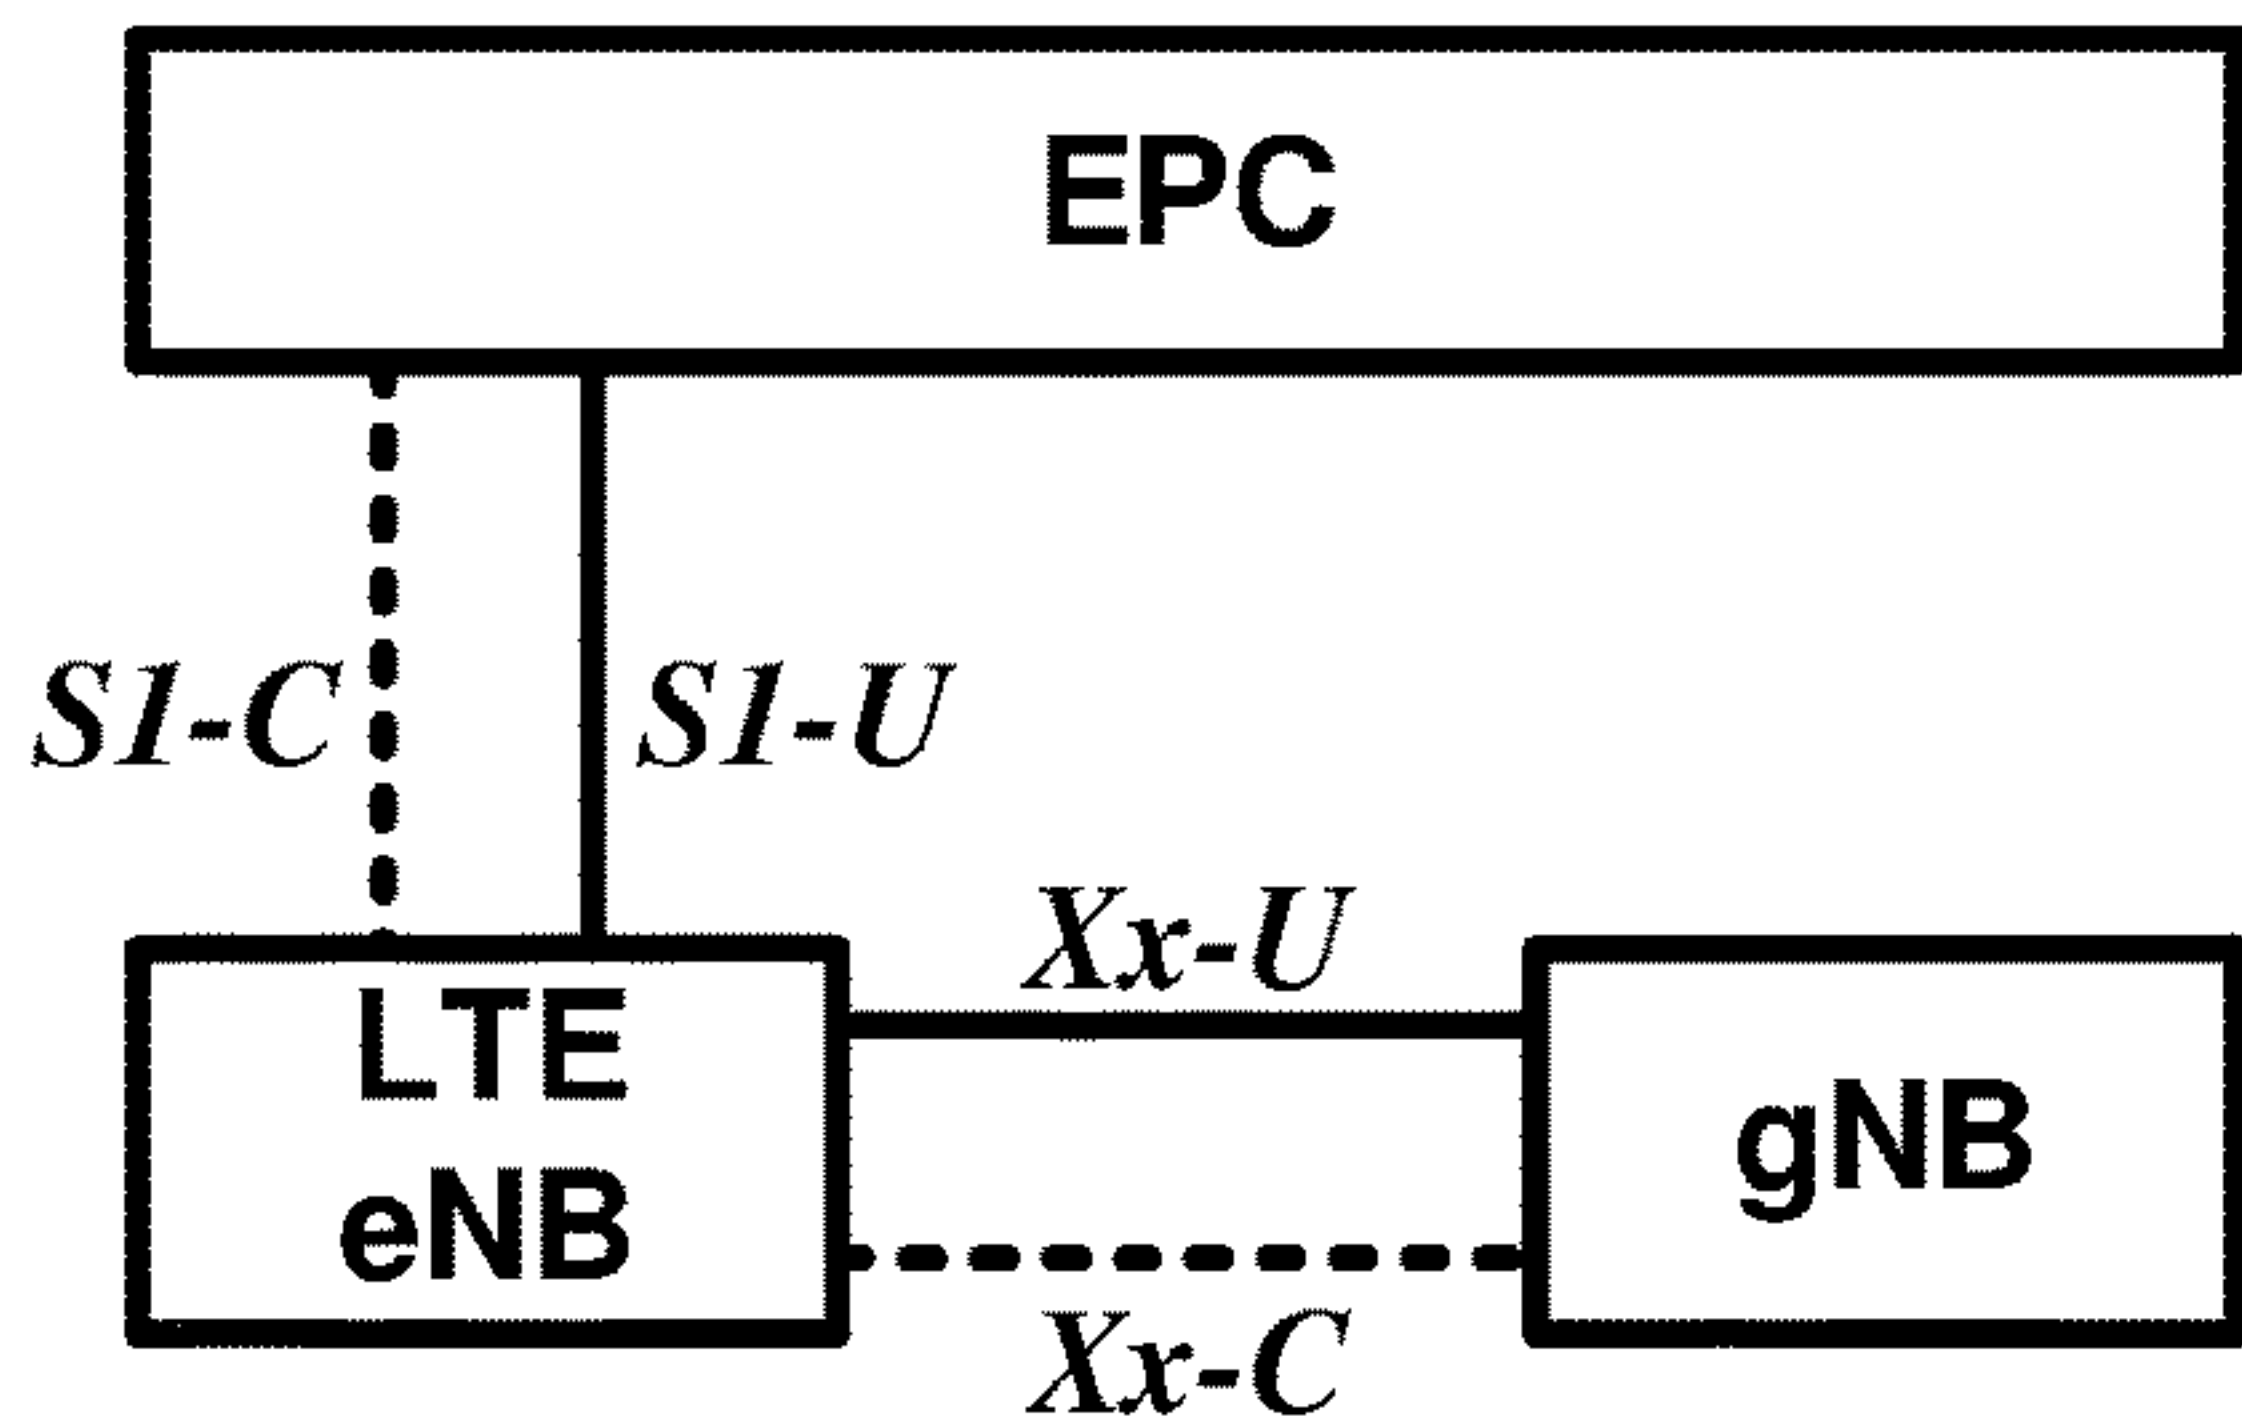 EPC
S1-C
S1-U
Xx-U
LTE
eNB
gNB
Xx-C